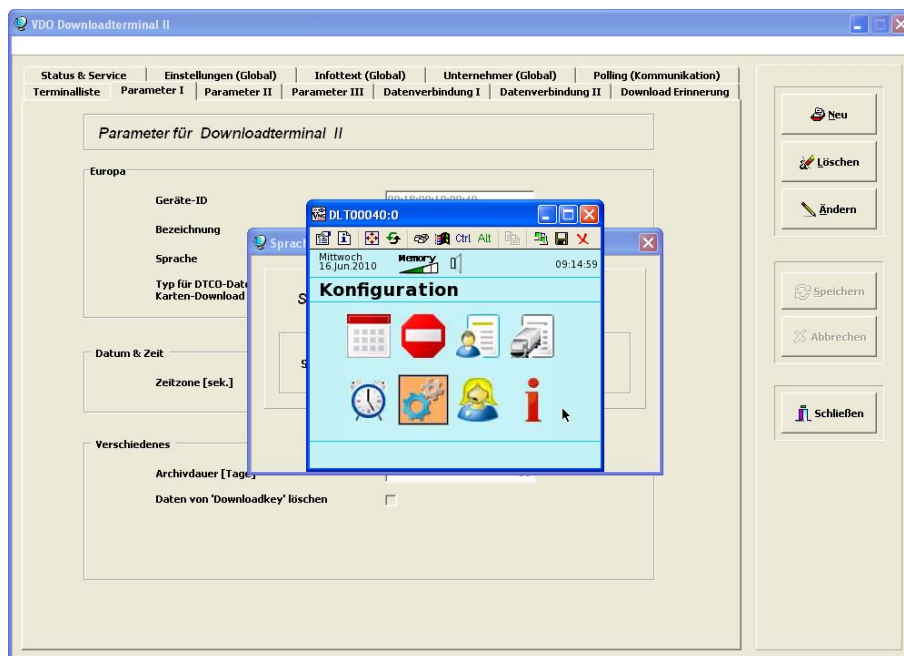 VDO Downloadterminal II
Status & Service
Einstellungen (Global)
Infottext (Global)
Unternehmer (Global)
Polling (Kommunikation)
Terminalliste
Parameter I
Parameter II
Parameter III
Datenverbindung I
Datenverbindung II
Download Erinnerung
Parameter für Downloadterminal II
Europa
Geräte-ID
Bezeichnung
Sprache
Typ für DTCO-Date
Karten-Download
Datum & Zeit
Zeitzone [sek.]
Verschiedenes
Archivdauer [Tage]
Daten von 'Downloadkey' löschen
Sprac
S
S
DLT00040:0
Ctrl Alt
Mittwoch
16.Jun.2010
Memory
09:14:59
Konfiguration
Neu
Löschen
Ändern
Speichern
Abbrechen
Schließen